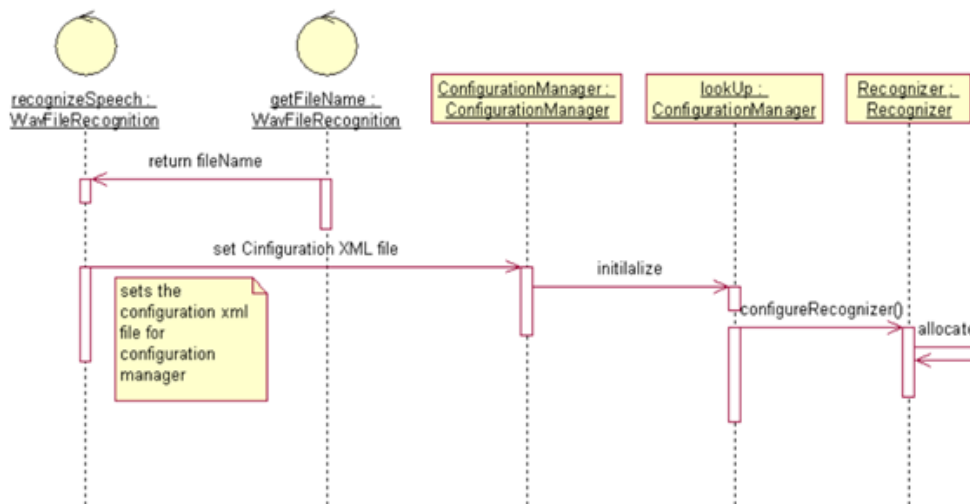 recognizeSpeech :
WavFileRecognition
getFileName :
WavFileRecognition
ConfigurationManager :
ConfigurationManager
lookUp :
ConfigurationManager
Recognizer :
Recognizer
return fileName
set Cinfiguration XML file
sets the
configuration xml
file for
configuration
manager
initilalize
configureRecognizer()
allocate